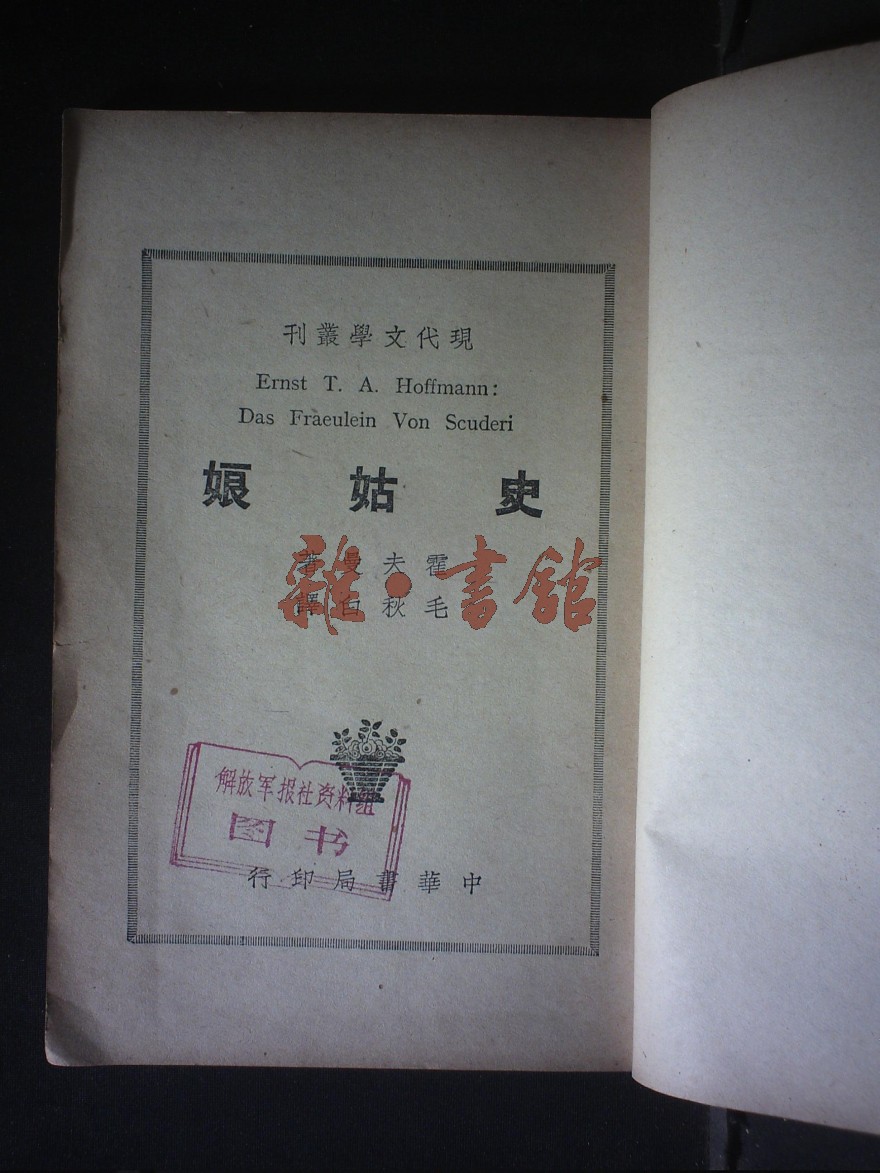 現代文學叢刊
Ernst T. A. Hoffmann:
Das Fraeulein Von Scuderi
史姑娘
霍夫曼著
毛秋白譯
雜·書館
解放军报社资料组
图书
中華書局印行